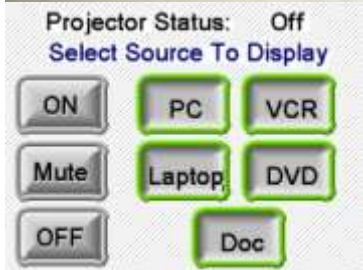 Projector Status: Off
Select Source To Display
ON PC VCR
Mute Laptop DVD
OFF Doc